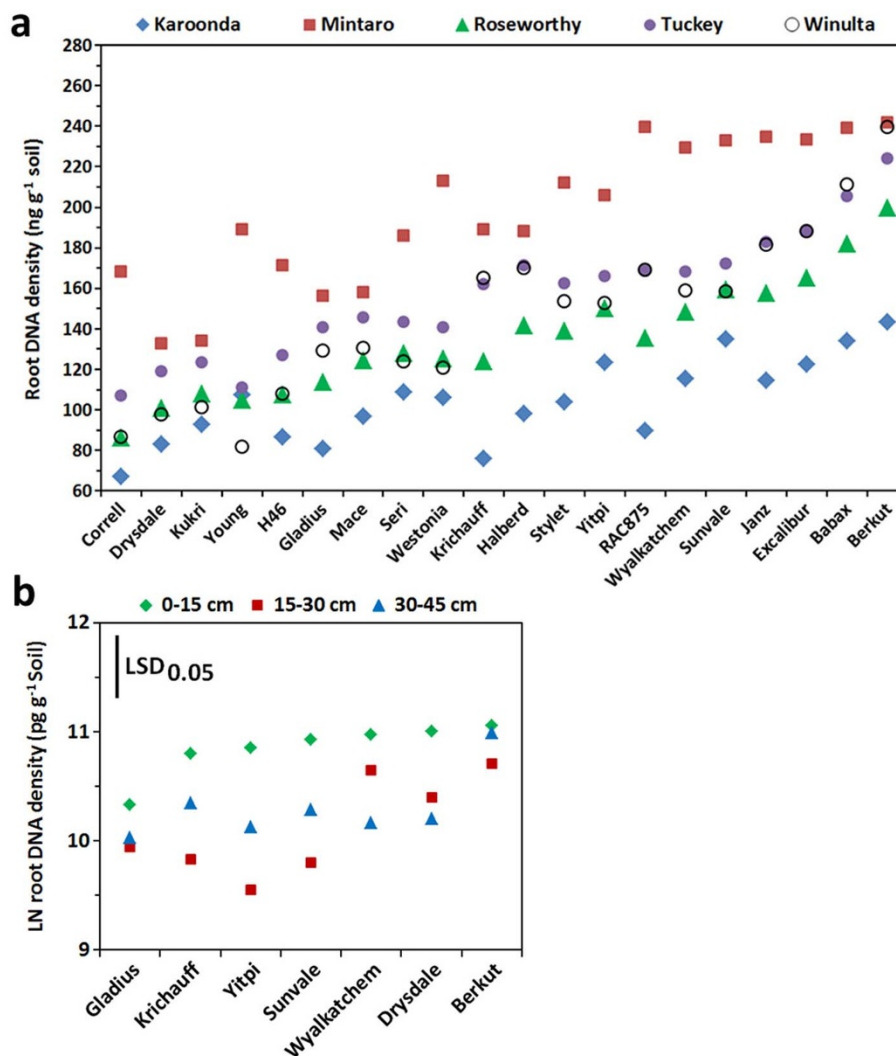 a
Karoonda Mintaro Roseworthy Tuckey Winulta
Root DNA density (ng g⁻¹ soil)
280
260
240
220
200
180
160
140
120
100
80
60
Correll Drysdale Kukri Young H46 Gladius Mace Seri Westonia Krichauff Halberd Stylet Yitpi RAC875 Wyalkatchem Sunvale Janz Excalibur Babax Berkut
b
0-15 cm 15-30 cm 30-45 cm
LN root DNA density (pg g⁻¹ Soil)
12
11
10
9
LSD0.05
Gladius Krichauff Yitpi Sunvale Wyalkatchem Drysdale Berkut